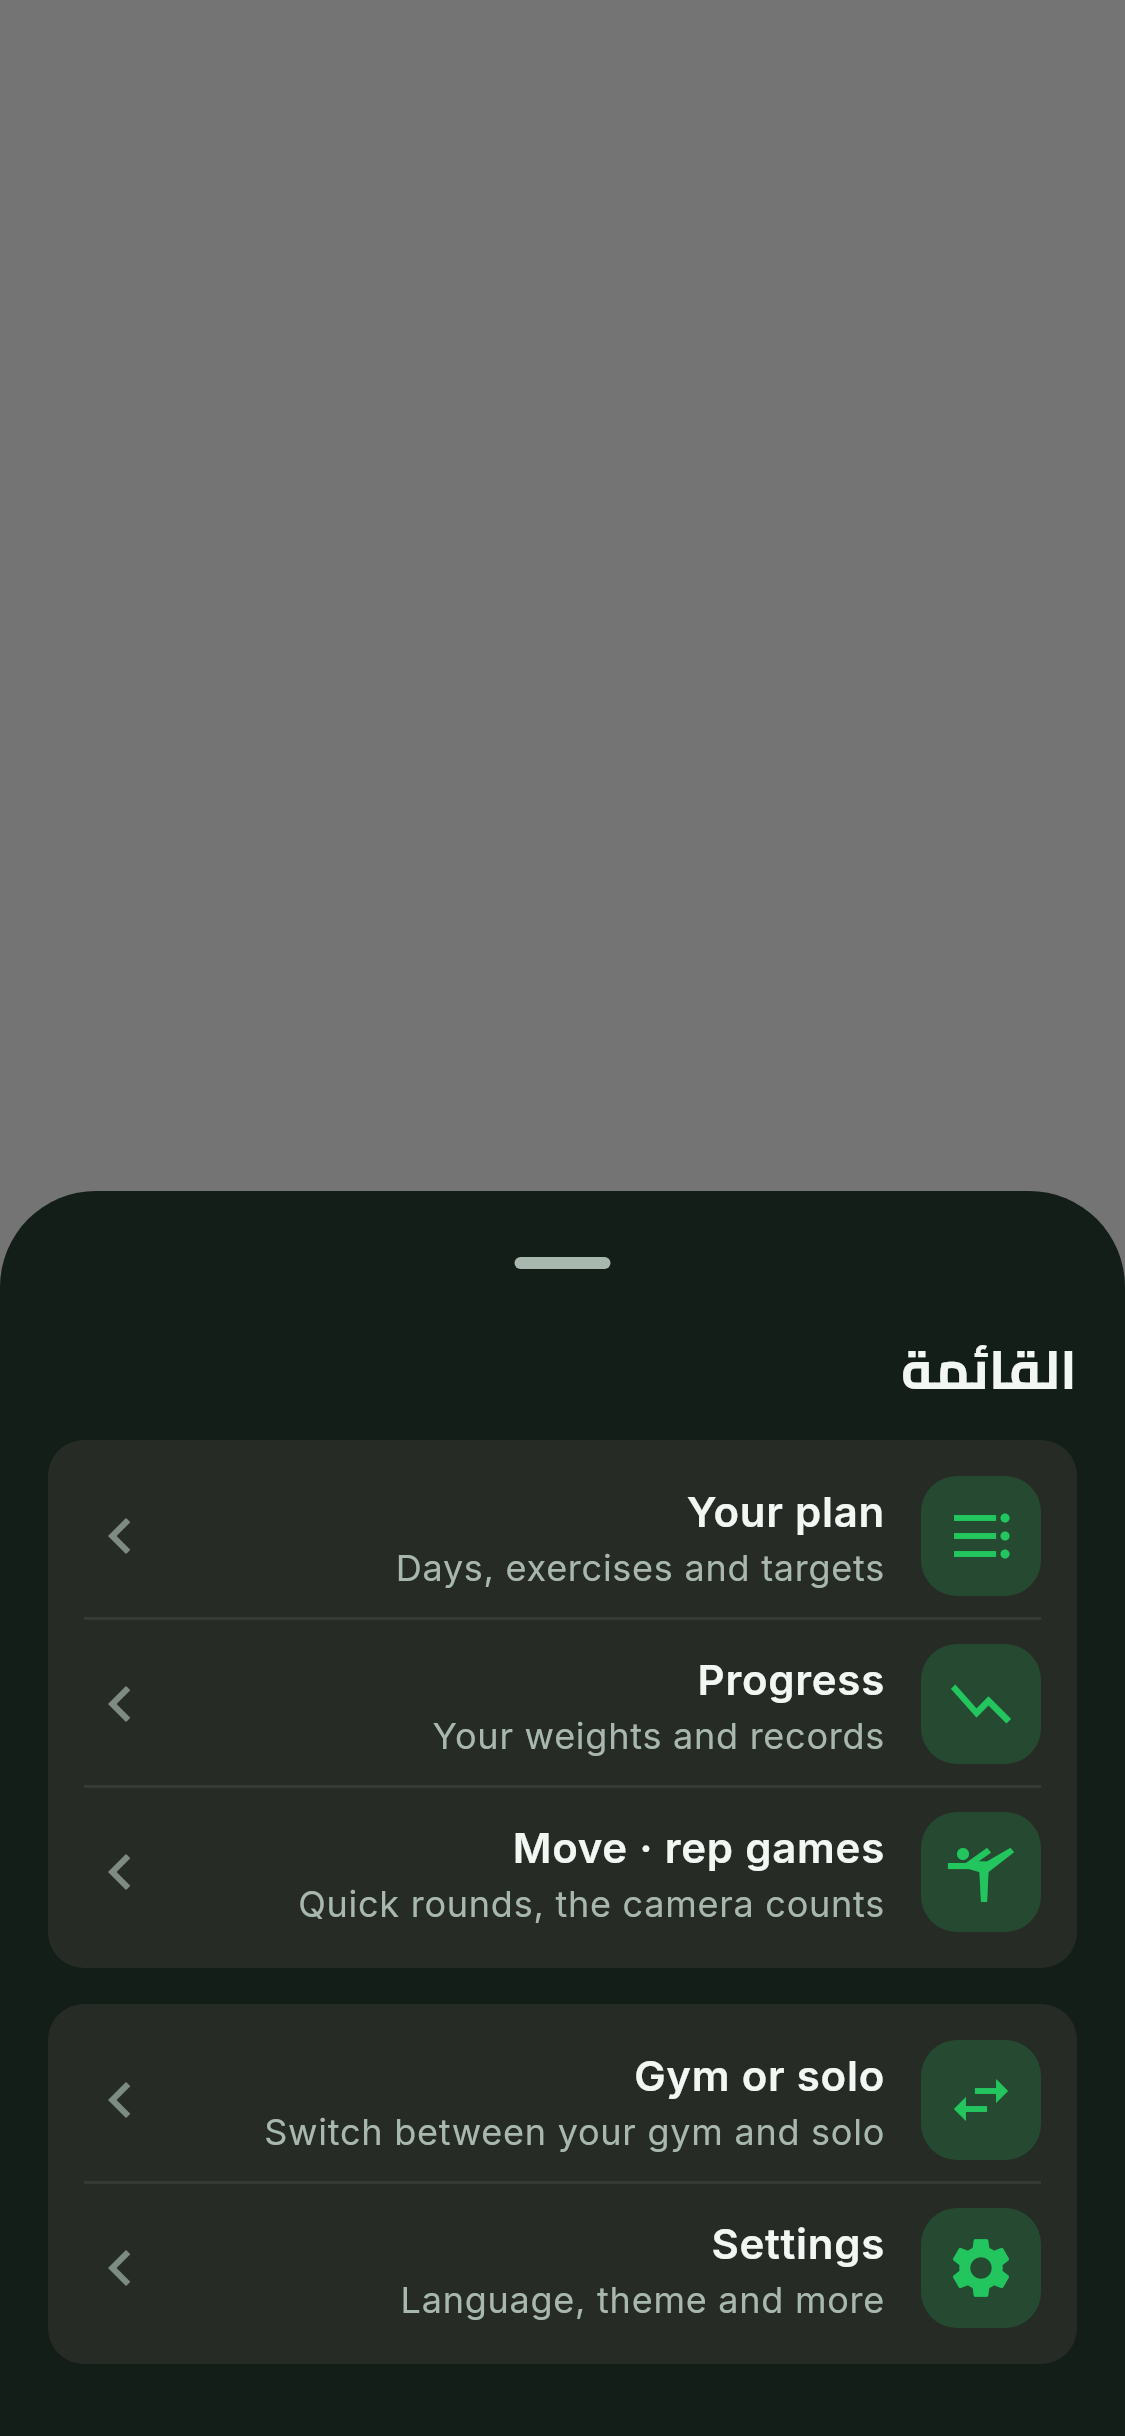 القائمة
Your plan
Days, exercises and targets
Progress
Your weights and records
Move · rep games
Quick rounds, the camera counts
Gym or solo
Switch between your gym and solo
Settings
Language, theme and more